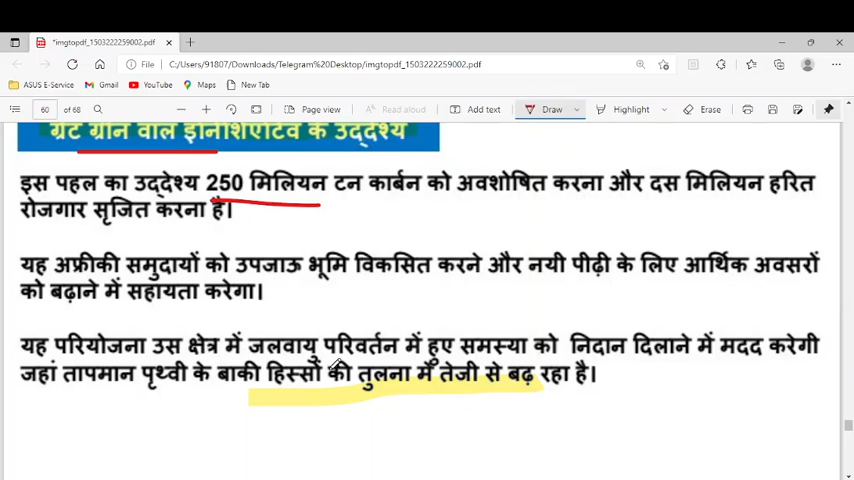 *imgtopdf_1503222259002.pdf
File C:/Users/91807/Downloads/Telegram%20Desktop/imgtopdf_1503222259002.pdf
ASUS E-Service Gmail YouTube Maps New Tab
60 of 68 Page view Read aloud Add text Draw Highlight Erase
ग्रेट ग्रीन वाल इनिशिएटिव के उद्देश्य
इस पहल का उद्देश्य 250 मिलियन टन कार्बन को अवशोषित करना और दस मिलियन हरित
रोजगार सृजित करना है।
यह अफ्रीकी समुदायों को उपजाऊ भूमि विकसित करने और नयी पीढ़ी के लिए आर्थिक अवसरों
को बढ़ाने में सहायता करेगा।
यह परियोजना उस क्षेत्र में जलवायु परिवर्तन में हुए समस्या को निदान दिलाने में मदद करेगी
जहां तापमान पृथ्वी के बाकी हिस्सों की तुलना में तेजी से बढ़ रहा है।